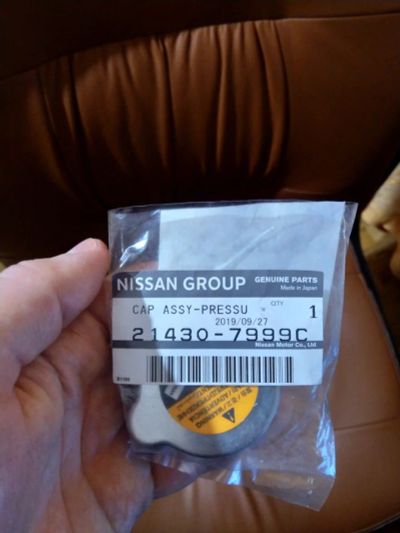 NISSAN GROUP
GENUINE PARTS
Made in Japan
CAP ASSY-PRESSU
QTY
1
2019/09/27
21430-7999C
Nissan Motor Co., Ltd.
WARNING